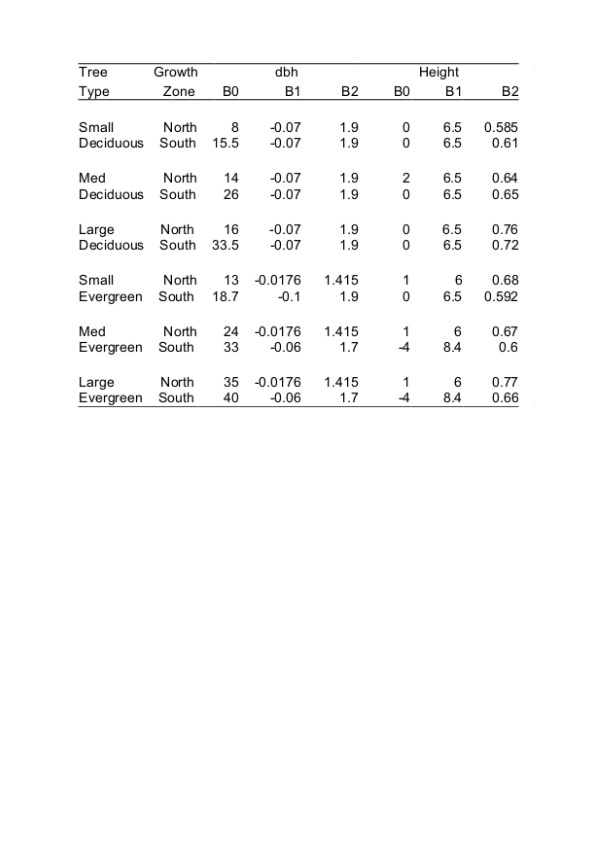 Tree Growth dbh Height
Type Zone B0 B1 B2 B0 B1 B2
Small North 8 -0.07 1.9 0 6.5 0.585
Deciduous South 15.5 -0.07 1.9 0 6.5 0.61
Med North 14 -0.07 1.9 2 6.5 0.64
Deciduous South 26 -0.07 1.9 0 6.5 0.65
Large North 16 -0.07 1.9 0 6.5 0.76
Deciduous South 33.5 -0.07 1.9 0 6.5 0.72
Small North 13 -0.0176 1.415 1 6 0.68
Evergreen South 18.7 -0.1 1.9 0 6.5 0.592
Med North 24 -0.0176 1.415 1 6 0.67
Evergreen South 33 -0.06 1.7 -4 8.4 0.6
Large North 35 -0.0176 1.415 1 6 0.77
Evergreen South 40 -0.06 1.7 -4 8.4 0.66